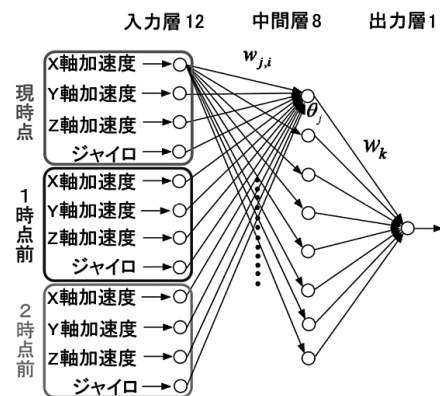 入力層12
中間層8
出力層1
現時点
X軸加速度
Y軸加速度
Z軸加速度
ジャイロ
1時点前
X軸加速度
Y軸加速度
Z軸加速度
ジャイロ
2時点前
X軸加速度
Y軸加速度
Z軸加速度
ジャイロ
w_{j,i}
θ_j
w_k